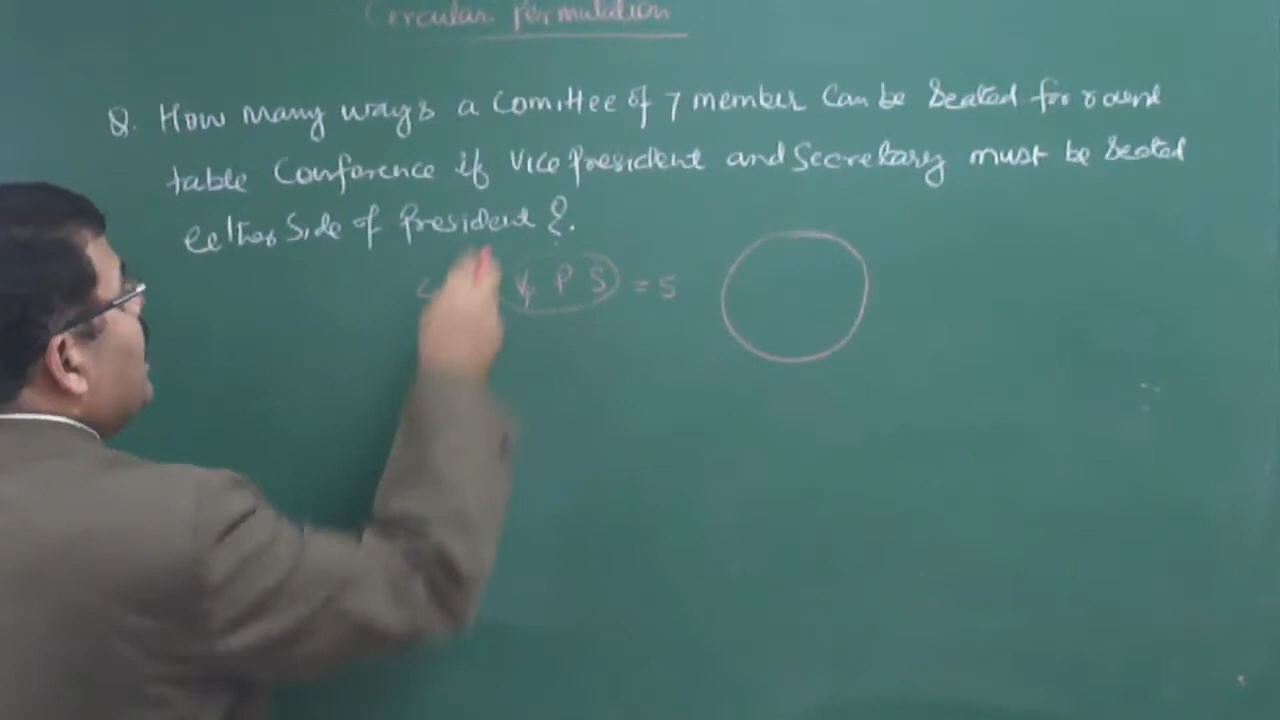 Circular Permutation
Q. How many ways a Comittee of 7 member Can be Seated for round
table Conference if Vice President and Secretary must be Seated
either Side of President ?.
Vp P S = 5